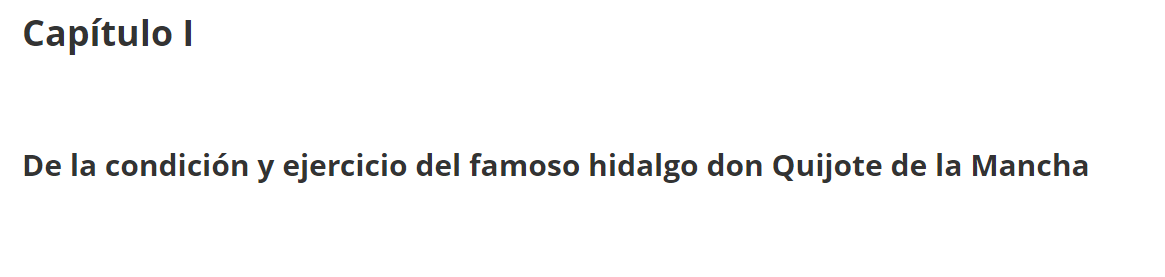 Capítulo I
De la condición y ejercicio del famoso hidalgo don Quijote de la Mancha